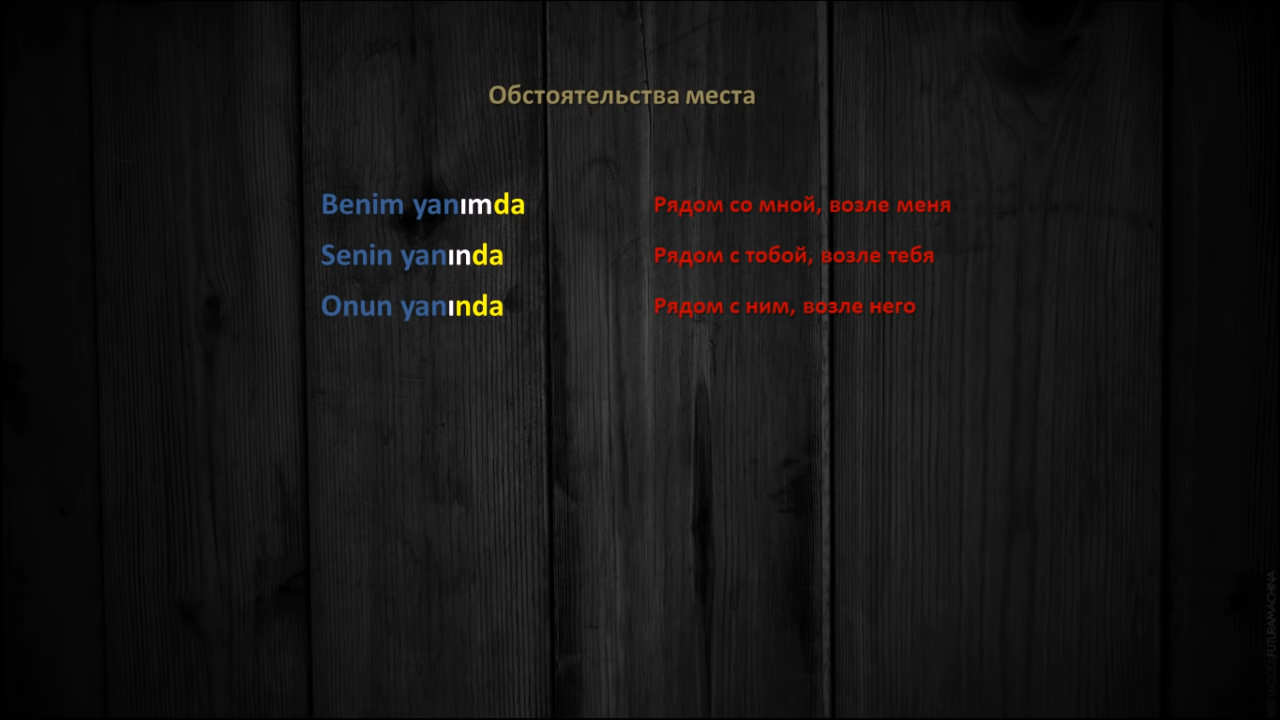 Обстоятельства места
Benim yanımda Рядом со мной, возле меня
Senin yanında Рядом с тобой, возле тебя
Onun yanında Рядом с ним, возле него